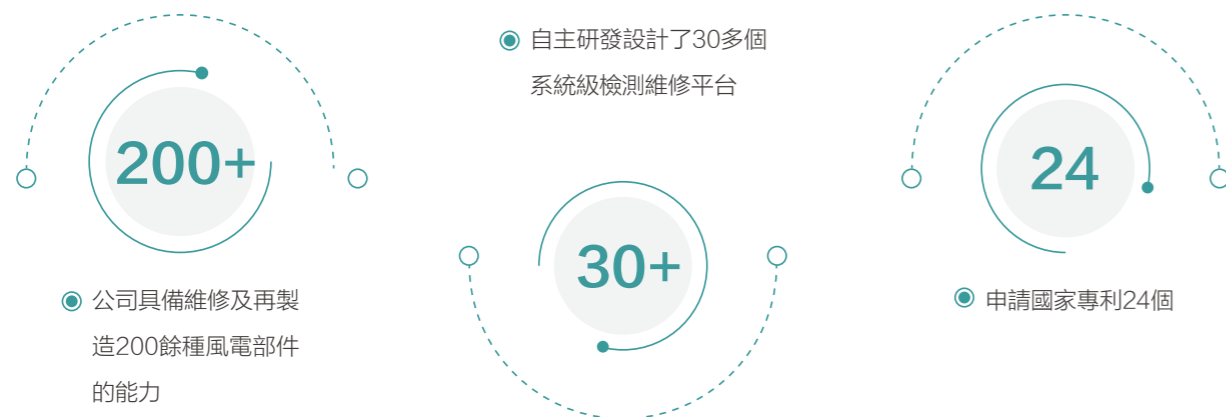 200+
公司具備維修及再製
造200餘種風電部件
的能力
自主研發設計了30多個
系統級檢測維修平台
30+
24
申請國家專利24個